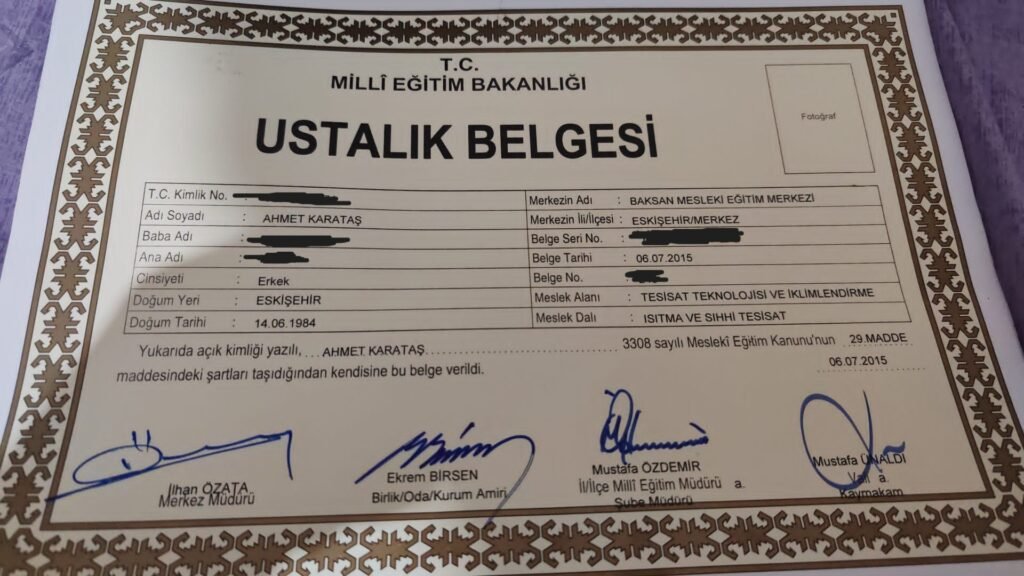 T.C.
MİLLÎ EĞİTİM BAKANLIĞI
USTALIK BELGESİ
Fotoğraf
T.C. Kimlik No.
Adı Soyadı : AHMET KARATAŞ
Baba Adı :
Ana Adı :
Cinsiyeti : Erkek
Doğum Yeri : ESKİŞEHİR
Doğum Tarihi : 14.06.1984
Merkezin Adı : BAKSAN MESLEKİ EĞİTİM MERKEZİ
Merkezin İli/İlçesi : ESKİŞEHİR/MERKEZ
Belge Seri No. :
Belge Tarihi : 06.07.2015
Belge No. :
Meslek Alanı : TESİSAT TEKNOLOJİSİ VE İKLİMLENDİRME
Meslek Dalı : ISITMA VE SIHHİ TESİSAT
Yukarıda açık kimliği yazılı, ... AHMET KARATAŞ ... 3308 sayılı Meslekî Eğitim Kanunu'nun 29.MADDE
maddesindeki şartları taşıdığından kendisine bu belge verildi.
06.07.2015
İlhan ÖZATA
Merkez Müdürü
Ekrem BİRSEN
Birlik/Oda/Kurum Amiri
Mustafa ÖZDEMİR
İl/İlçe Millî Eğitim Müdürü a.
Şube Müdürü
Mustafa ÜNALDI
Vali a.
Kaymakam